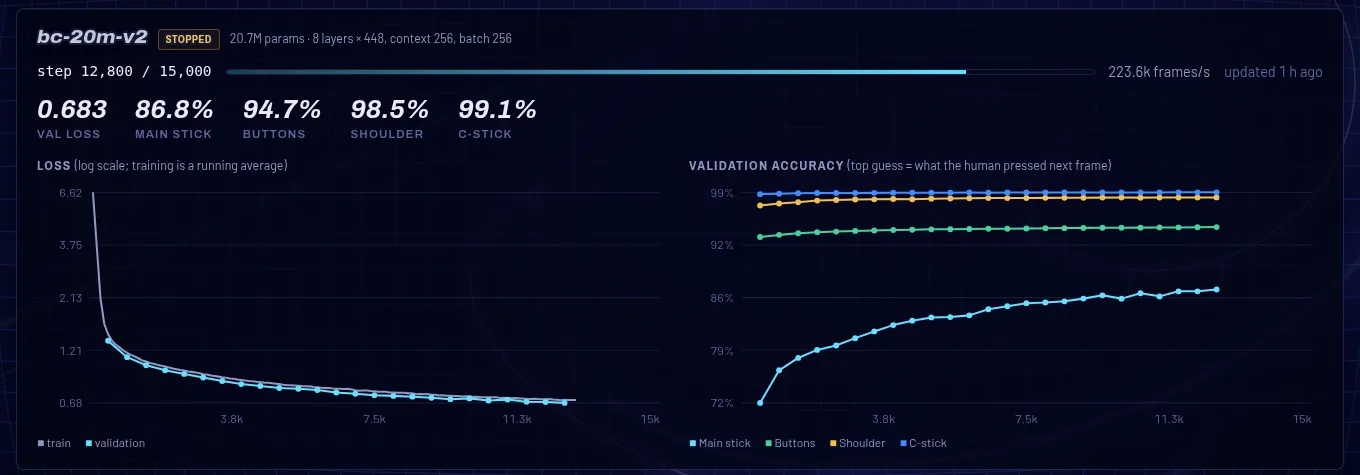 bc-20m-v2 STOPPED 20.7M params · 8 layers × 448, context 256, batch 256
step 12,800 / 15,000 223.6k frames/s updated 1 h ago
0.683 86.8% 94.7% 98.5% 99.1%
VAL LOSS MAIN STICK BUTTONS SHOULDER C-STICK
LOSS (log scale; training is a running average)
6.62
3.75
2.13
1.21
0.68
3.8k 7.5k 11.3k 15k
train validation
VALIDATION ACCURACY (top guess = what the human pressed next frame)
99%
92%
86%
79%
72%
3.8k 7.5k 11.3k 15k
Main stick Buttons Shoulder C-stick